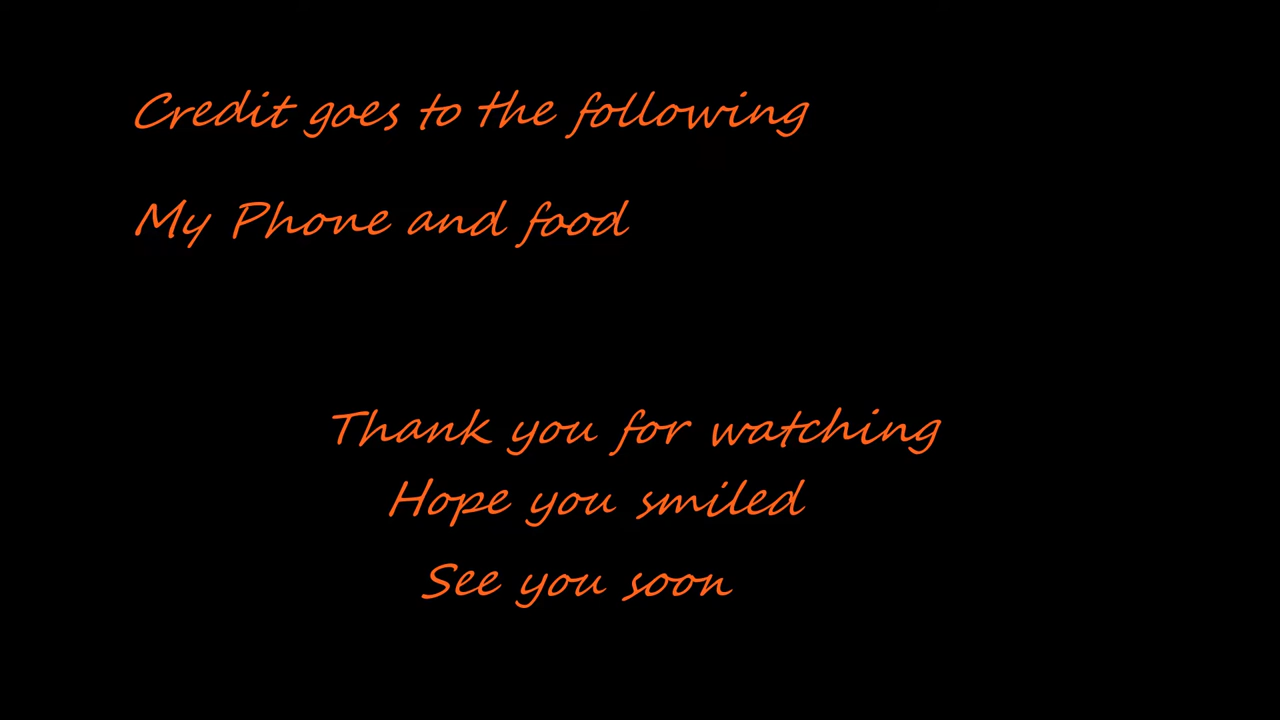 Credit goes to the following
My Phone and food
Thank you for watching
Hope you smiled
See you soon